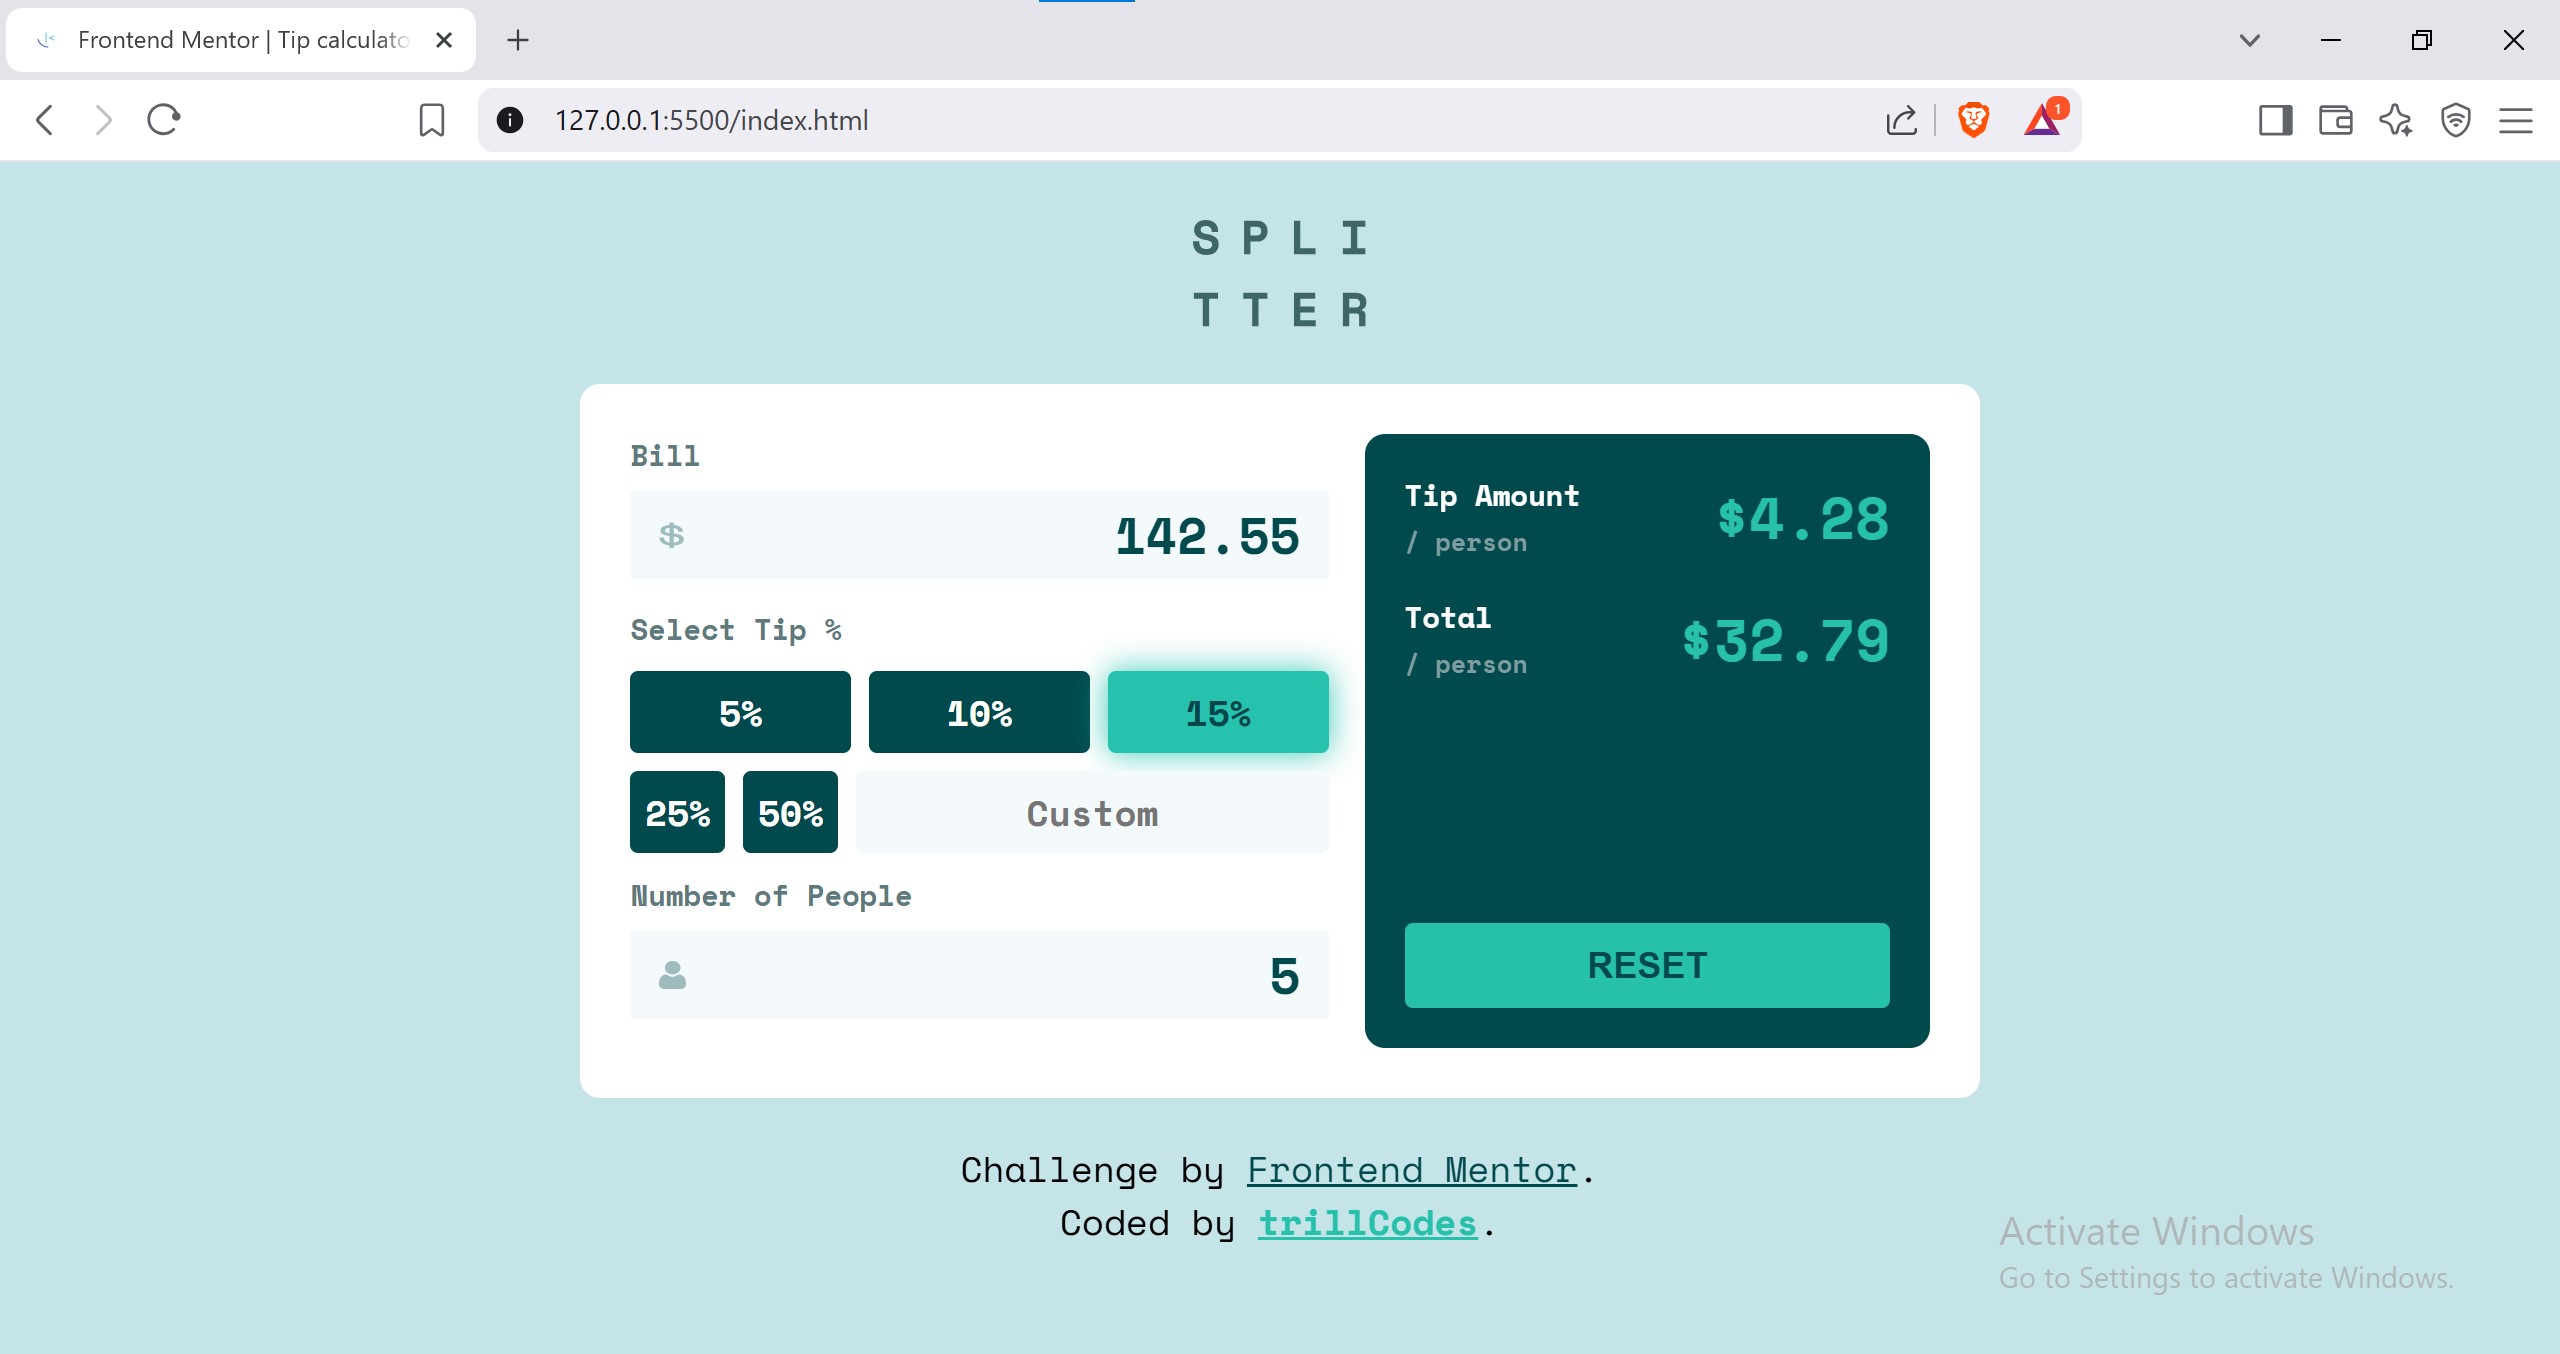 Frontend Mentor | Tip calculato
127.0.0.1:5500/index.html
1
SPLI
TTER
Bill
$ 142.55
Select Tip %
5% 10% 15%
25% 50% Custom
Number of People
5
Tip Amount
/ person
$4.28
Total
/ person
$32.79
RESET
Challenge by Frontend Mentor.
Coded by trillCodes.
Activate Windows
Go to Settings to activate Windows.